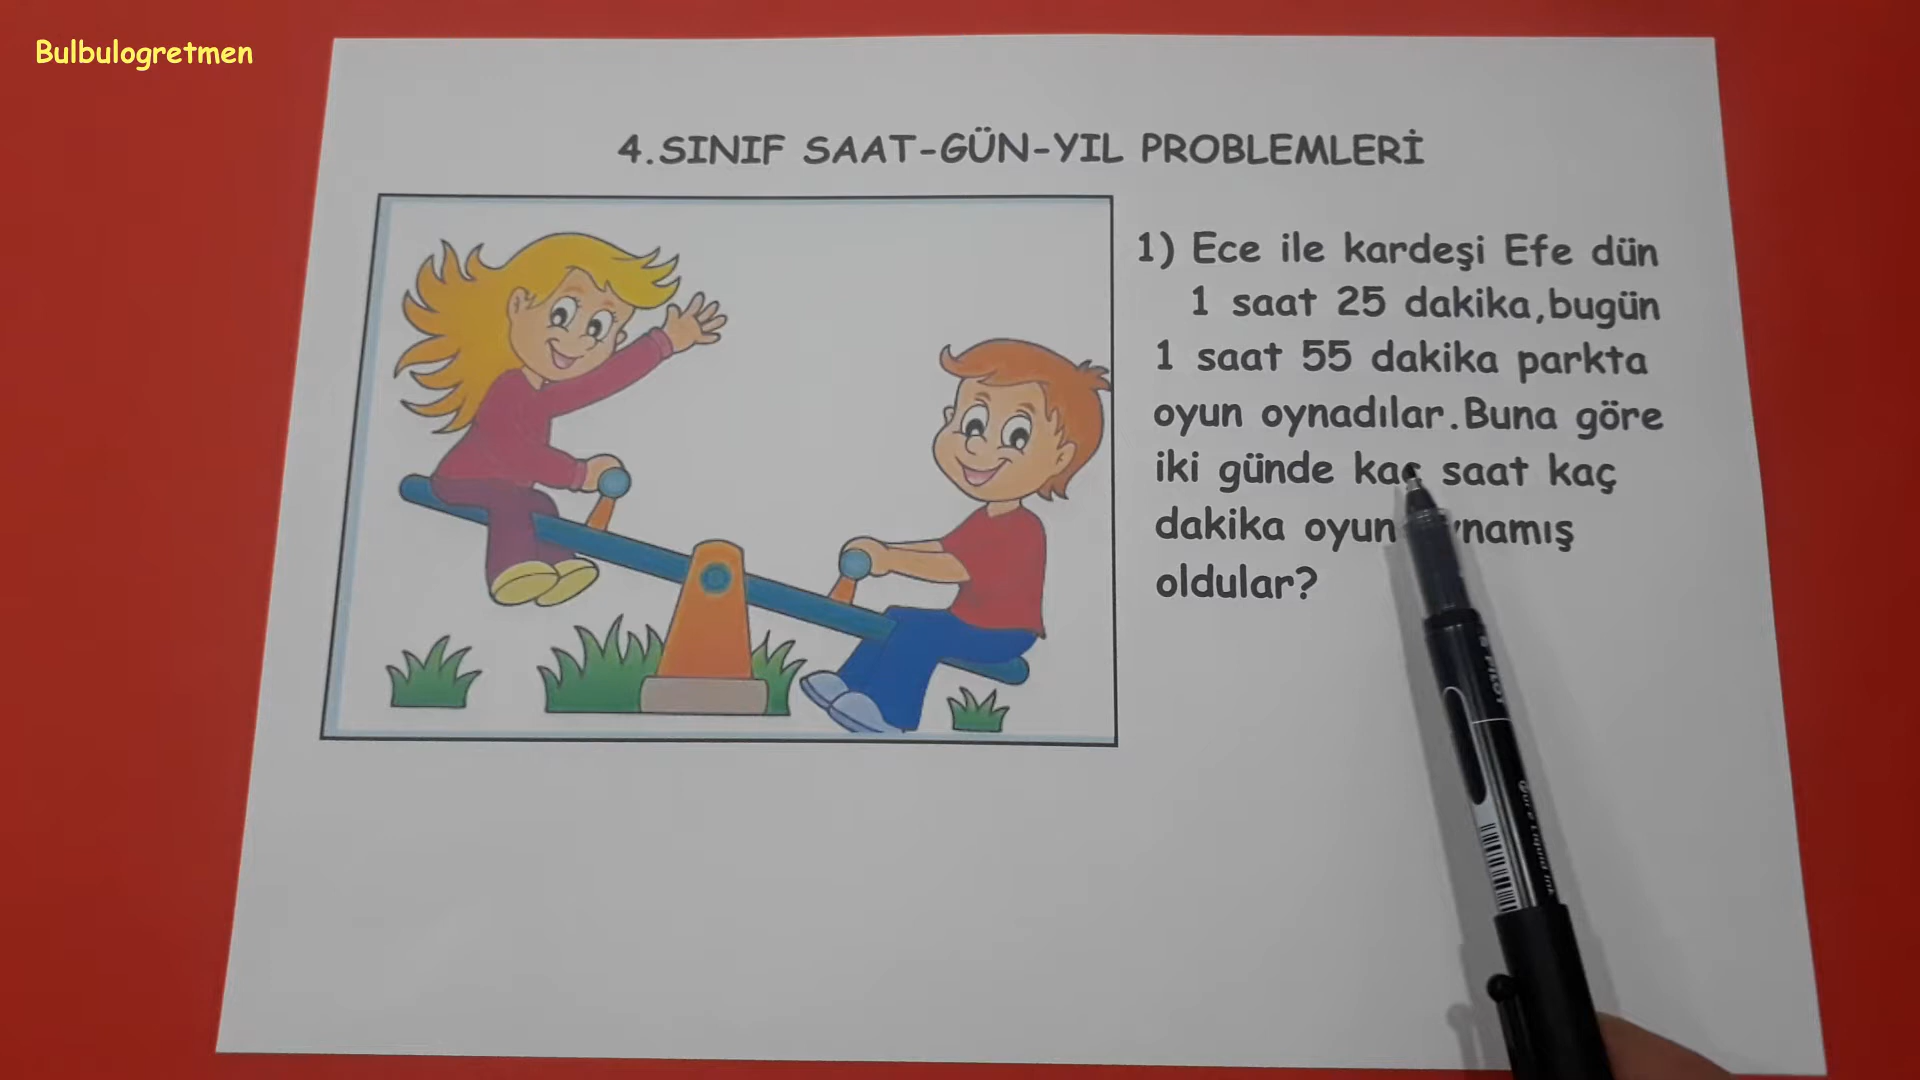 Bulbulogretmen
4.SINIF SAAT-GÜN-YIL PROBLEMLERİ
1) Ece ile kardeşi Efe dün
1 saat 25 dakika,bugün
1 saat 55 dakika parkta
oyun oynadılar.Buna göre
iki günde kaç saat kaç
dakika oyun
oldular?